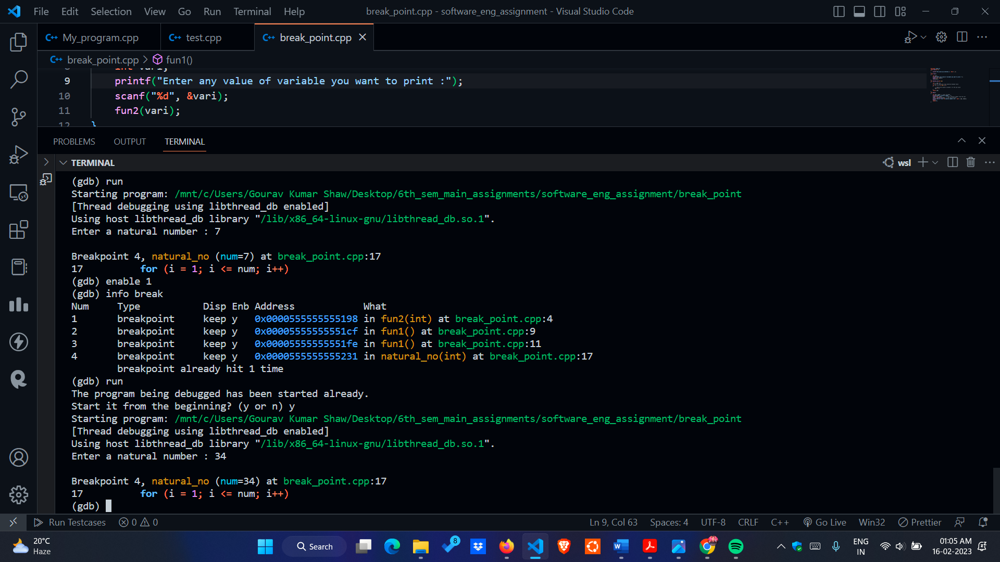 File Edit Selection View Go Run Terminal Help break_point.cpp - software_eng_assignment - Visual Studio Code
My_program.cpp test.cpp break_point.cpp
break_point.cpp > fun1()
9 printf("Enter any value of variable you want to print :");
10 scanf("%d", &vari);
11 fun2(vari);
12 }
PROBLEMS OUTPUT TERMINAL
TERMINAL wsl
(gdb) run
Starting program: /mnt/c/Users/Gourav Kumar Shaw/Desktop/6th_sem_main_assignments/software_eng_assignment/break_point
[Thread debugging using libthread_db enabled]
Using host libthread_db library "/lib/x86_64-linux-gnu/libthread_db.so.1".
Enter a natural number : 7
Breakpoint 4, natural_no (num=7) at break_point.cpp:17
17 for (i = 1; i <= num; i++)
(gdb) enable 1
(gdb) info break
Num Type Disp Enb Address What
1 breakpoint keep y 0x0000555555555198 in fun2(int) at break_point.cpp:4
2 breakpoint keep y 0x00005555555551cf in fun1() at break_point.cpp:9
3 breakpoint keep y 0x00005555555551fe in fun1() at break_point.cpp:11
4 breakpoint keep y 0x0000555555555231 in natural_no(int) at break_point.cpp:17
breakpoint already hit 1 time
(gdb) run
The program being debugged has been started already.
Start it from the beginning? (y or n) y
Starting program: /mnt/c/Users/Gourav Kumar Shaw/Desktop/6th_sem_main_assignments/software_eng_assignment/break_point
[Thread debugging using libthread_db enabled]
Using host libthread_db library "/lib/x86_64-linux-gnu/libthread_db.so.1".
Enter a natural number : 34
Breakpoint 4, natural_no (num=34) at break_point.cpp:17
17 for (i = 1; i <= num; i++)
(gdb)
Run Testcases 0 0 Ln 9, Col 63 Spaces: 4 UTF-8 CRLF C++ Go Live Win32 Prettier
20°C
Haze
Search
8
ENG
IN
01:05 AM
16-02-2023